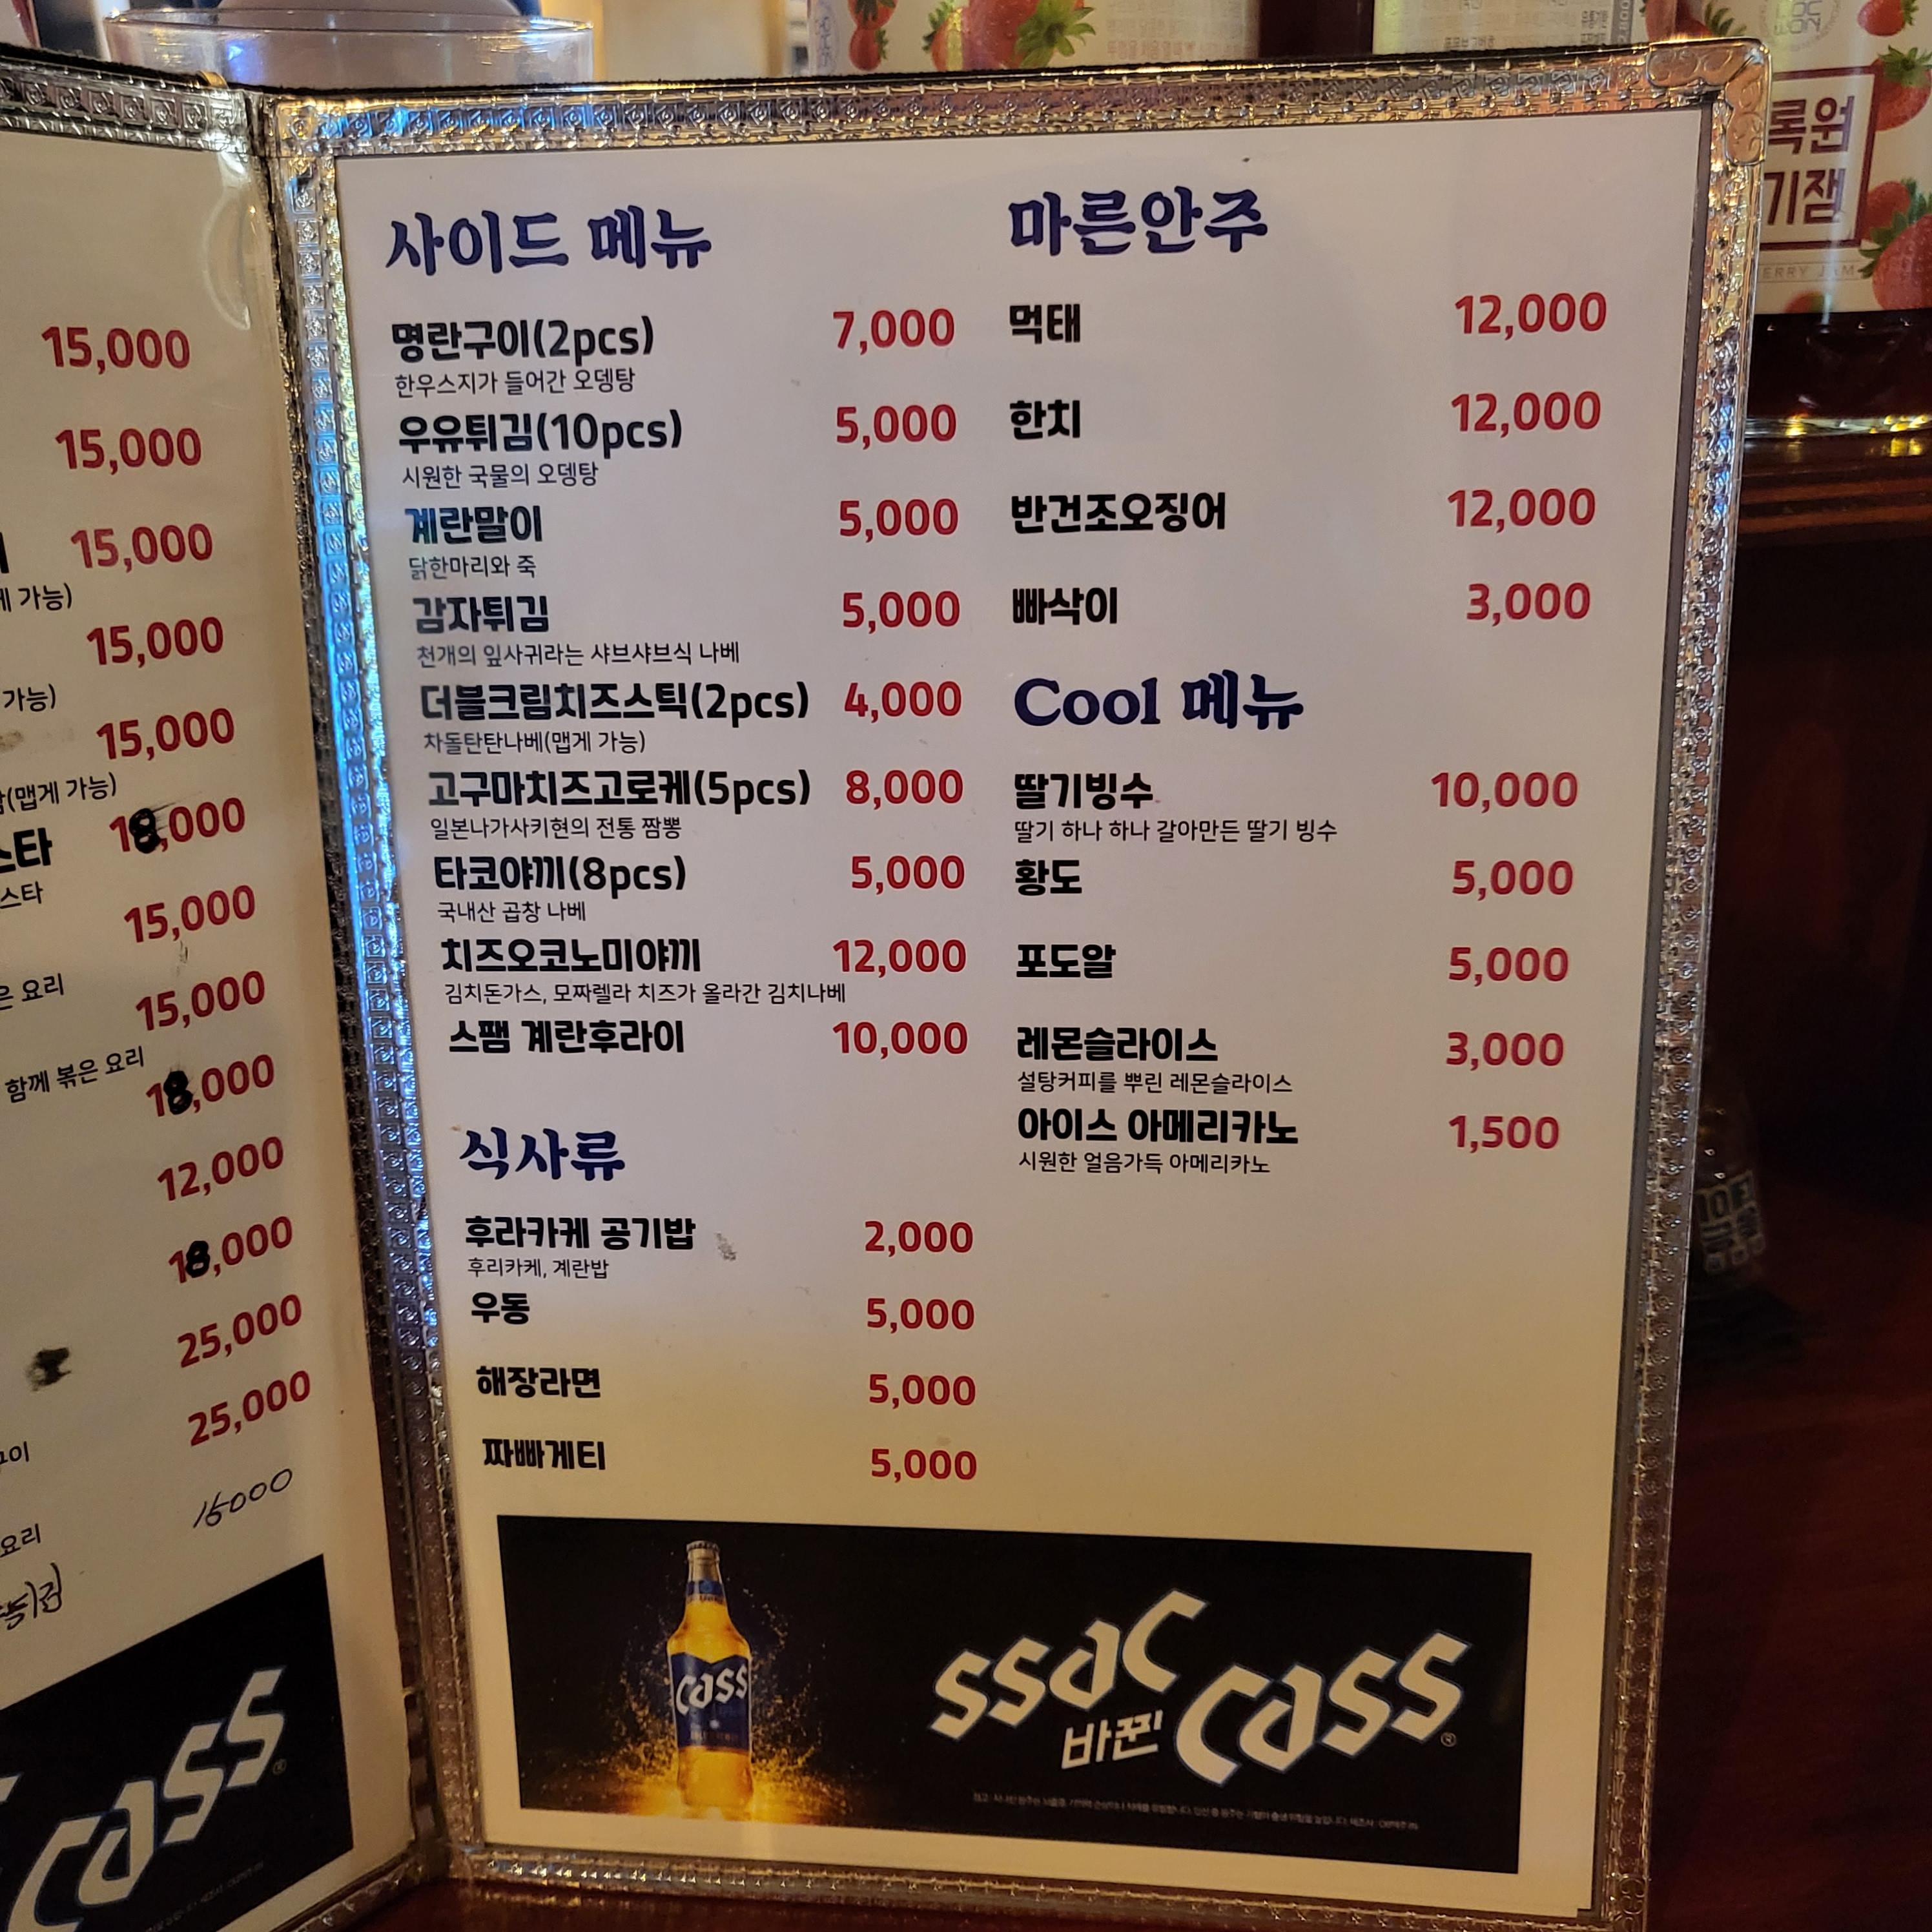 15,000
15,000
15,000
게 가능)
15,000
가능)
15,000
(맵게 가능)
스타 18,000
스타
15,000
은 요리
15,000
함께 볶은 요리
18,000
12,000
18,000
25,000
25,000
구이
15000
요리
cass
사이드 메뉴
명란구이(2pcs) 7,000
한우스지가 들어간 오뎅탕
우유튀김(10pcs) 5,000
시원한 국물의 오뎅탕
계란말이 5,000
닭한마리와 죽
감자튀김 5,000
천개의 잎사귀라는 샤브샤브식 나베
더블크림치즈스틱(2pcs) 4,000
차돌탄탄나베(맵게 가능)
고구마치즈고로케(5pcs) 8,000
일본나가사키현의 전통 짬뽕
타코야끼(8pcs) 5,000
국내산 곱창 나베
치즈오코노미야끼 12,000
김치돈가스, 모짜렐라 치즈가 올라간 김치나베
스팸 계란후라이 10,000
식사류
후라카케 공기밥 2,000
후리카케, 계란밥
우동 5,000
해장라면 5,000
짜빠게티 5,000
마른안주
먹태 12,000
한치 12,000
반건조오징어 12,000
빠삭이 3,000
Cool 메뉴
딸기빙수 10,000
딸기 하나 하나 갈아만든 딸기 빙수
황도 5,000
포도알 5,000
레몬슬라이스 3,000
설탕커피를 뿌린 레몬슬라이스
아이스 아메리카노 1,500
시원한 얼음가득 아메리카노
cass
ssac
바뀐 cass
록원
기잼
ERRY JAM